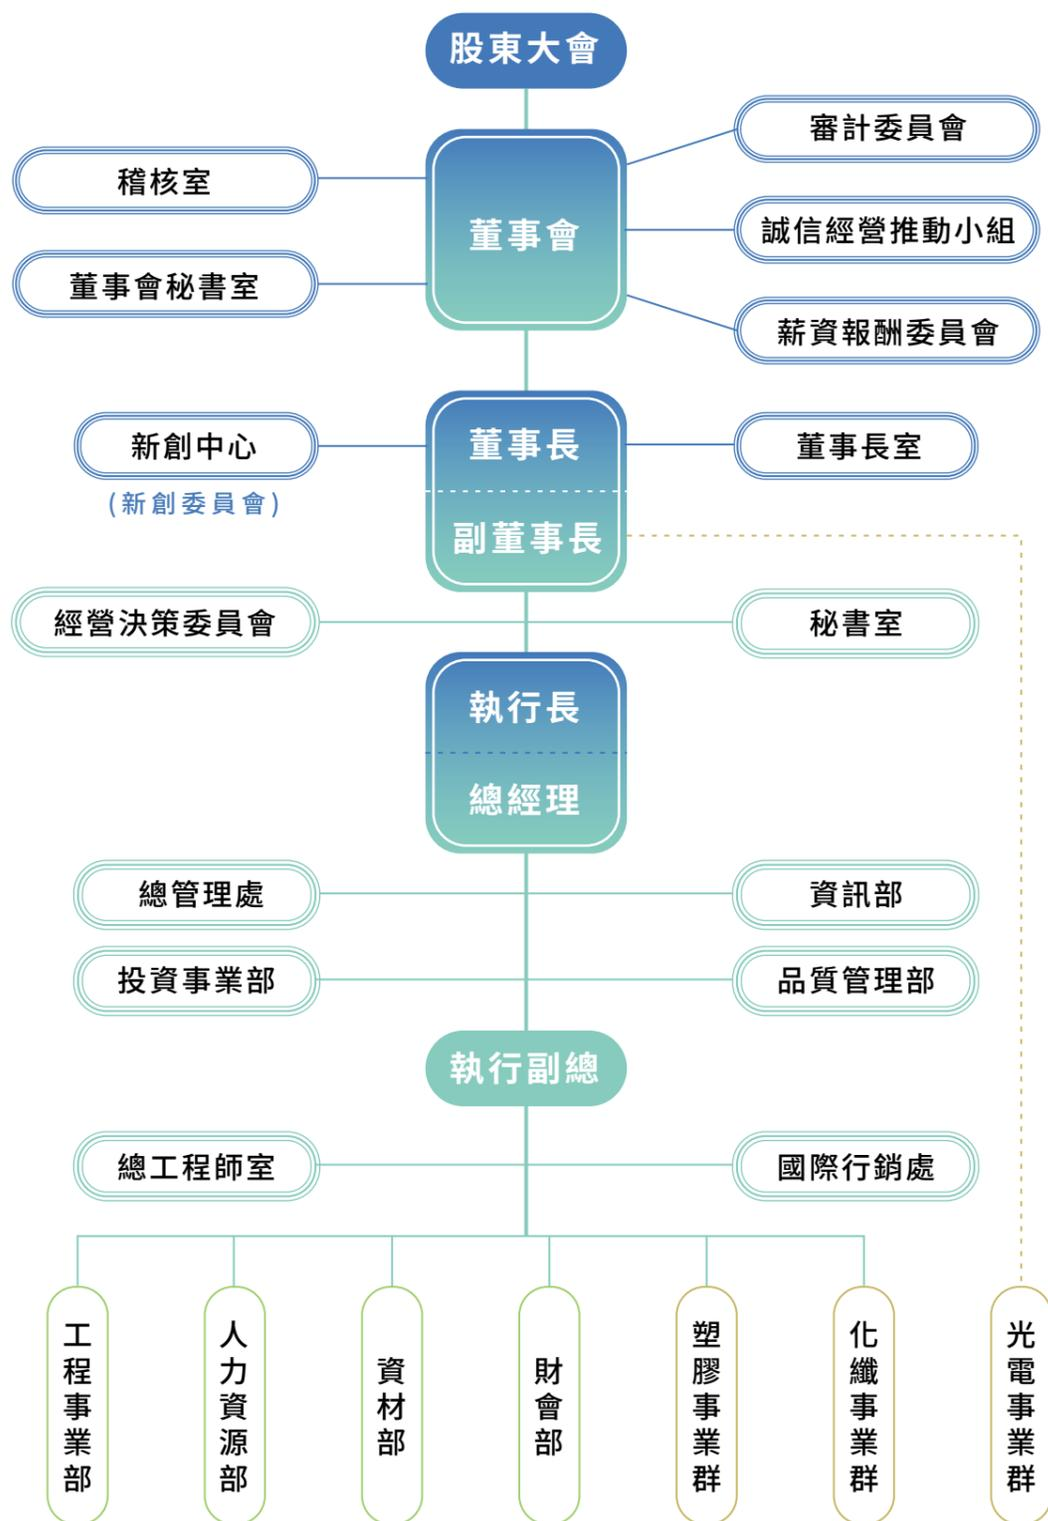 股東大會
審計委員會
稽核室
董事會
誠信經營推動小組
董事會秘書室
薪資報酬委員會
新創中心
(新創委員會)
董事長
董事長室
副董事長
經營決策委員會
秘書室
執行長
總經理
總管理處
資訊部
投資事業部
品質管理部
執行副總
總工程師室
國際行銷處
工程事業部
人力資源部
資材部
財會部
塑膠事業群
化纖事業群
光電事業群